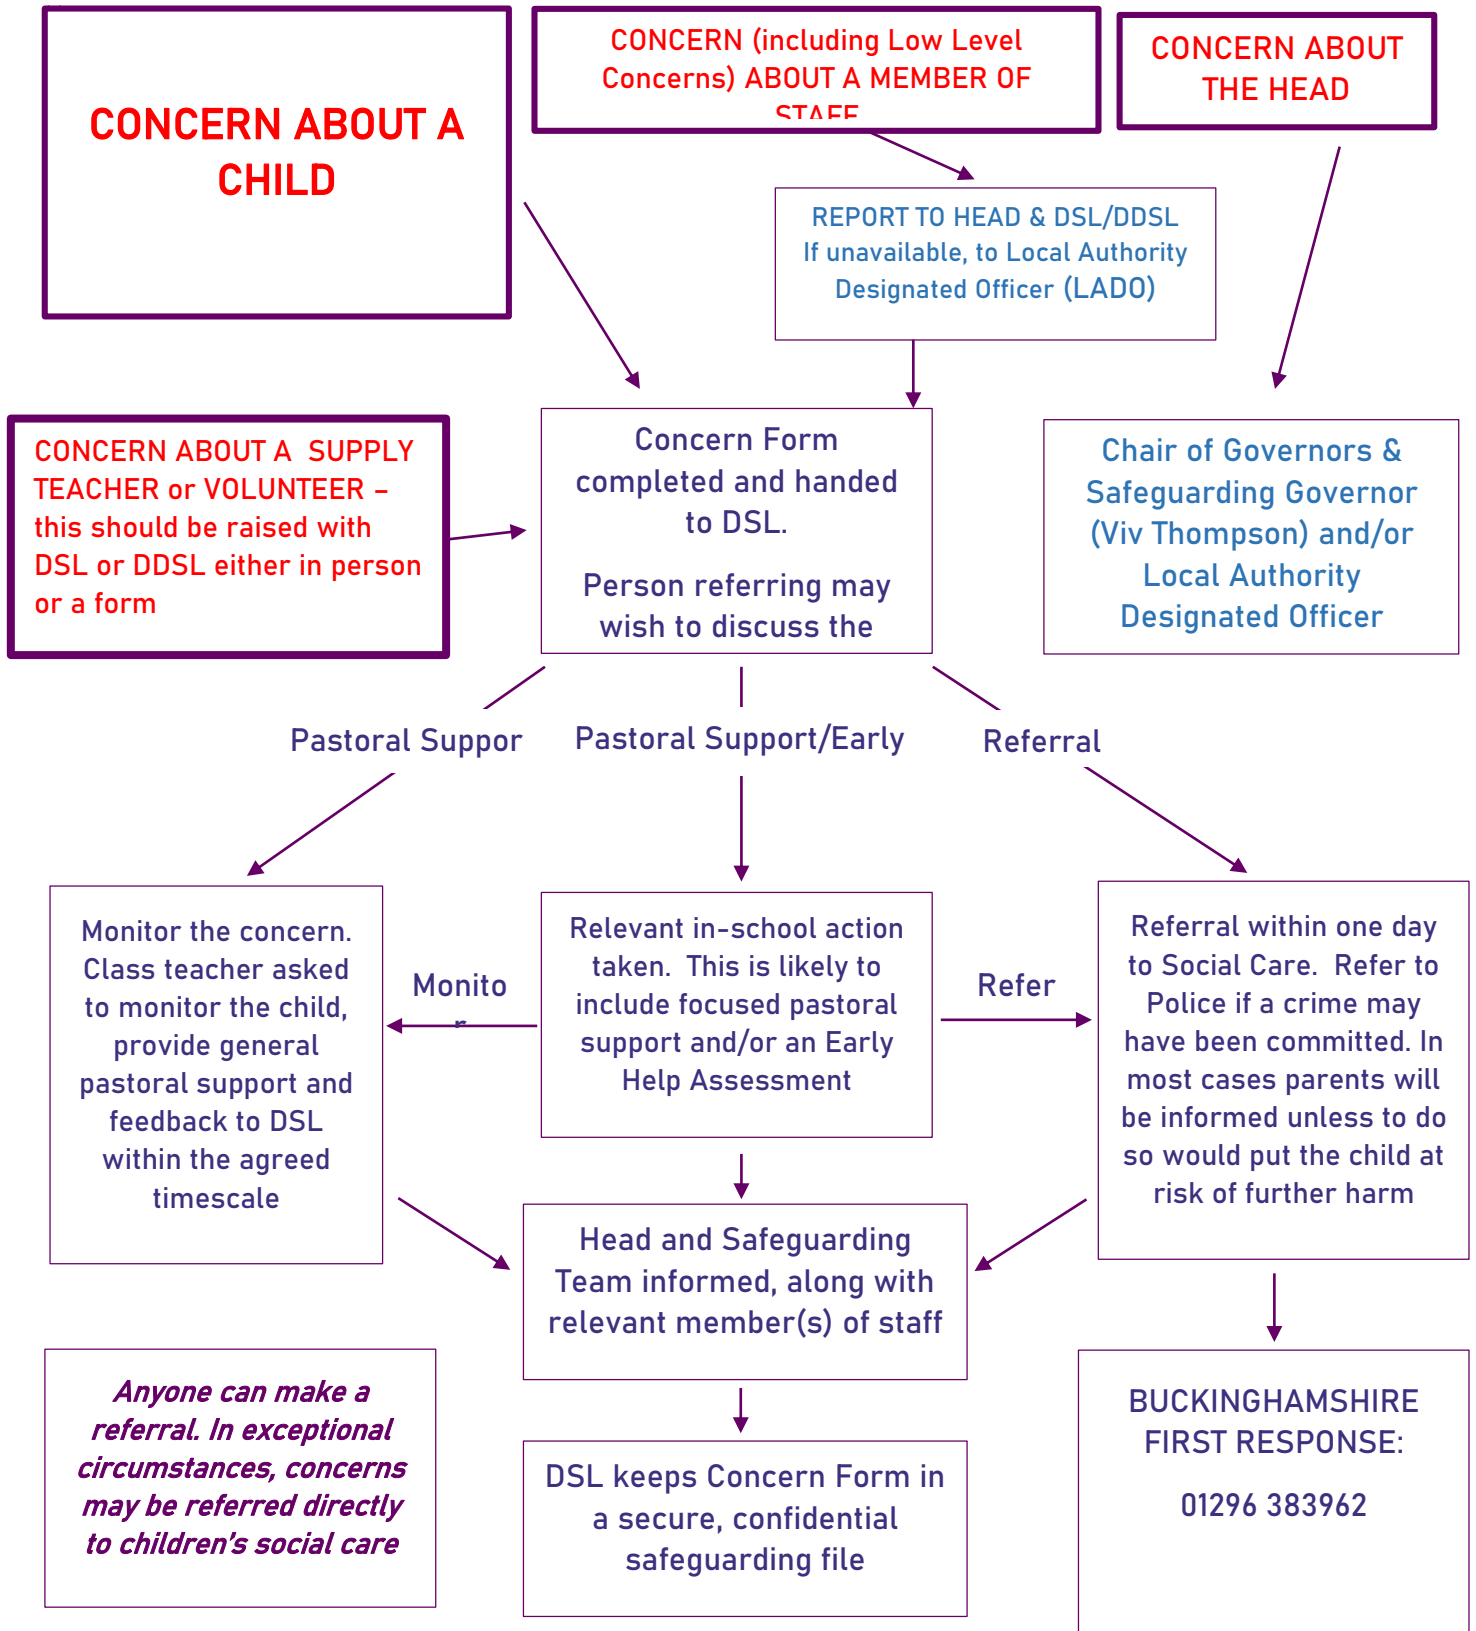 CONCERN ABOUT A
CHILD
CONCERN (including Low Level
Concerns) ABOUT A MEMBER OF
STAFF
CONCERN ABOUT
THE HEAD
REPORT TO HEAD & DSL/DDSL
If unavailable, to Local Authority
Designated Officer (LADO)
CONCERN ABOUT A  SUPPLY
TEACHER or VOLUNTEER –
this should be raised with
DSL or DDSL either in person
or a form
Concern Form
completed and handed
to DSL.
Person referring may
wish to discuss the
Chair of Governors &
Safeguarding Governor
(Viv Thompson) and/or
Local Authority
Designated Officer
Pastoral Suppor
Pastoral Support/Early
Referral
Monitor the concern.
Class teacher asked
to monitor the child,
provide general
pastoral support and
feedback to DSL
within the agreed
timescale
Monito
r
Relevant in-school action
taken.  This is likely to
include focused pastoral
support and/or an Early
Help Assessment
Refer
Referral within one day
to Social Care.  Refer to
Police if a crime may
have been committed. In
most cases parents will
be informed unless to do
so would put the child at
risk of further harm
Head and Safeguarding
Team informed, along with
relevant member(s) of staff
Anyone can make a
referral. In exceptional
circumstances, concerns
may be referred directly
to children's social care
DSL keeps Concern Form in
a secure, confidential
safeguarding file
BUCKINGHAMSHIRE
FIRST RESPONSE:
01296 383962